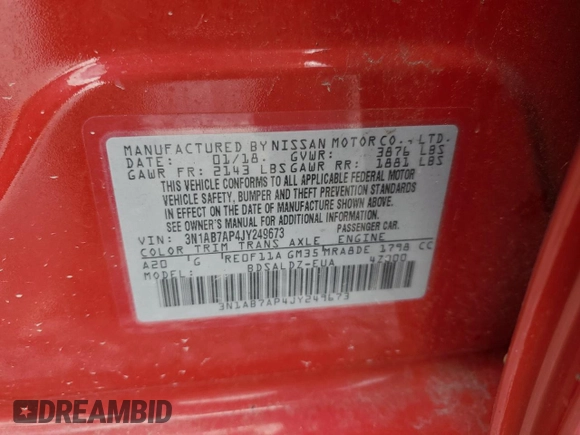 MANUFACTURED BY NISSAN MOTOR CO., LTD.
DATE: 01/18. GVWR: 3876 LBS
GAWR FR: 2143 LBS GAWR RR: 1881 LBS
THIS VEHICLE CONFORMS TO ALL APPLICABLE FEDERAL MOTOR
VEHICLE SAFETY, BUMPER AND THEFT PREVENTION STANDARDS
IN EFFECT ON THE DATE OF MANUFACTURE SHOWN ABOVE.
SEE OWNER'S MANUAL FOR ADDITIONAL INFORMATION.
VIN: 3N1AB7AP4JY249673 PASSENGER CAR.
COLOR TRIM TRANS AXLE ENGINE
A20 G RE0F11A GM35 MRA8DE 1798 CC
BDSALDZ-EUA 4Z000
3N1AB7AP4JY249673
DREAMBID